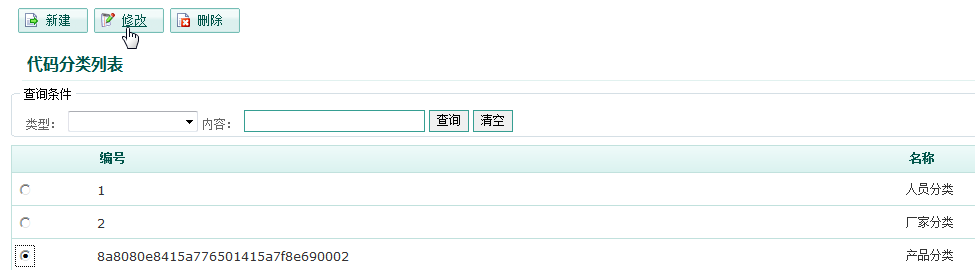 新建 修改 删除
代码分类列表
查询条件
类型: 内容: 查询 清空
编号 名称
1 人员分类
2 厂家分类
8a8080e8415a776501415a7f8e690002 产品分类